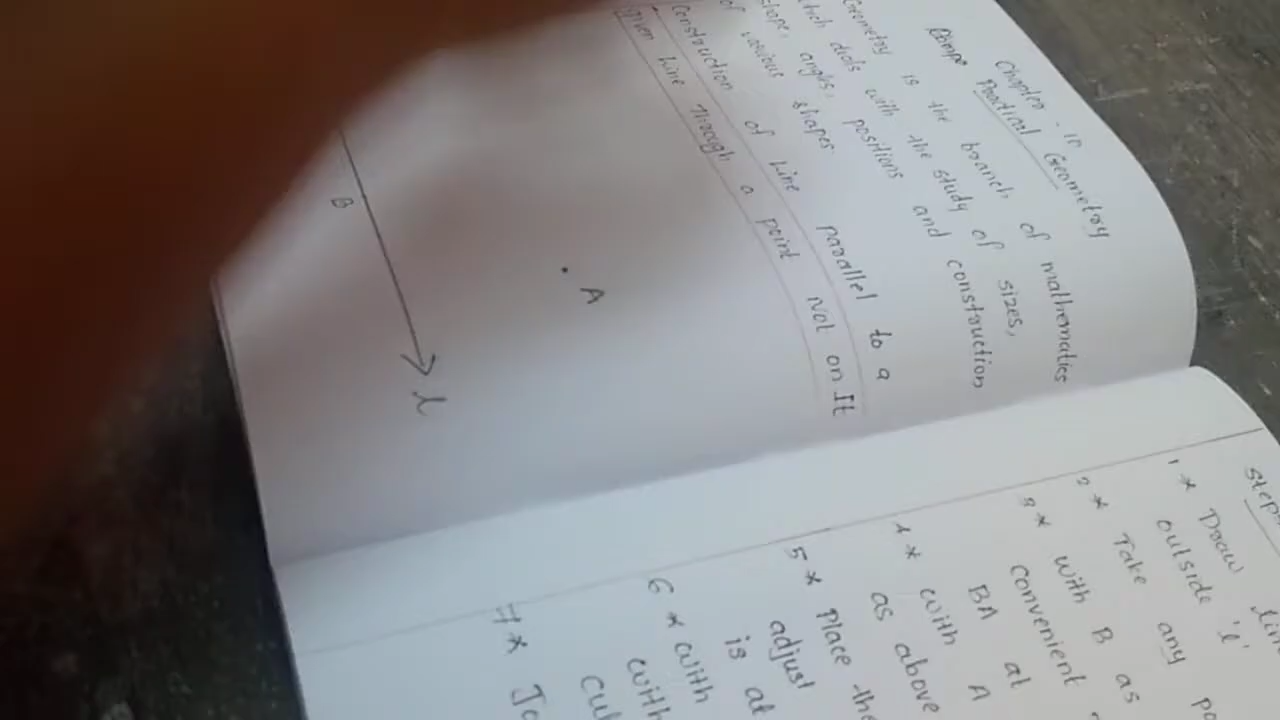 Chapter - 10
Practical Geometry
Geometry is the branch of mathematics
which deals with the study of sizes,
shape, angls, positions and construction
of various shapes.
Construction of Line parallel to a
given Line Through a point Not on It
A
B
l
Steps
1* Draw line
outside 'l'
2* Take any
3* with B as
convenient
BA at
4* with A
as above
5* Place the
adjust
is at
6* with
with
7*